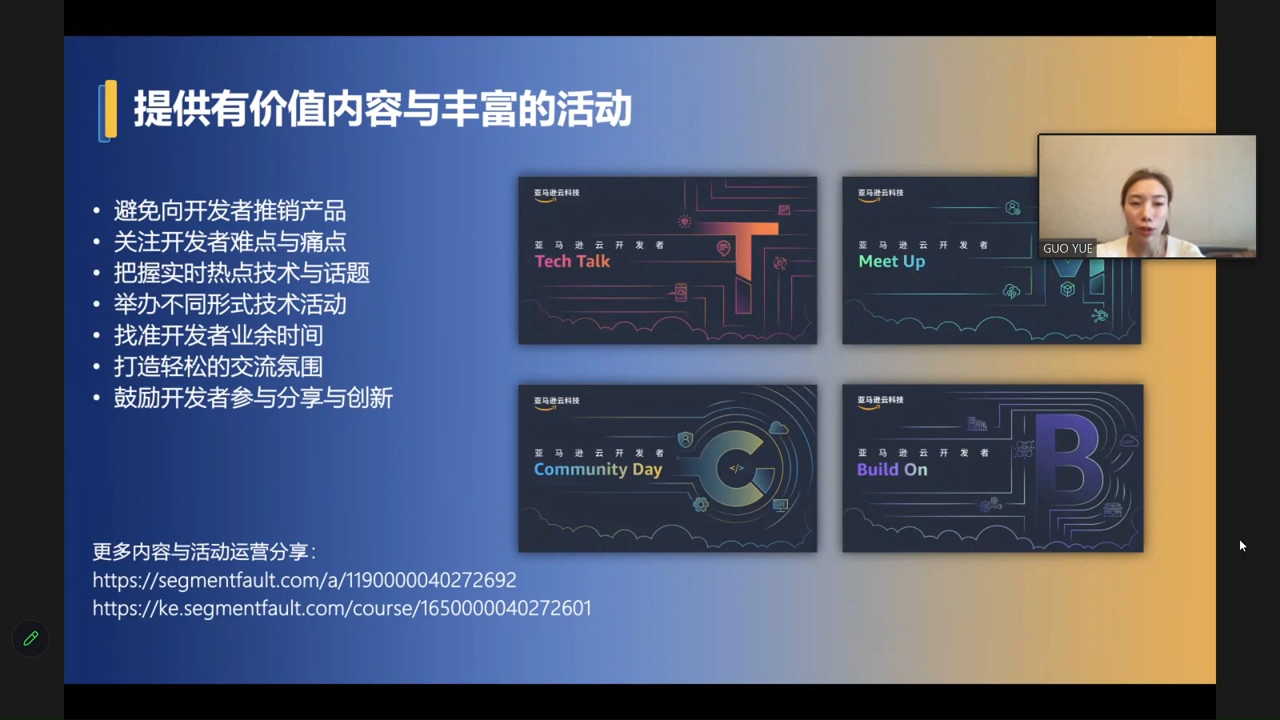 提供有价值内容与丰富的活动
• 避免向开发者推销产品
• 关注开发者难点与痛点
• 把握实时热点技术与话题
• 举办不同形式技术活动
• 找准开发者业余时间
• 打造轻松的交流氛围
• 鼓励开发者参与分享与创新
更多内容与活动运营分享：
https://segmentfault.com/a/1190000040272692
https://ke.segmentfault.com/course/1650000040272601
亚马逊云科技
亚马逊云开发者
Tech Talk
亚马逊云科技
亚马逊云开发者
Meet Up
亚马逊云科技
亚马逊云开发者
Community Day
</>
亚马逊云科技
亚马逊云开发者
Build On
GUO YUE